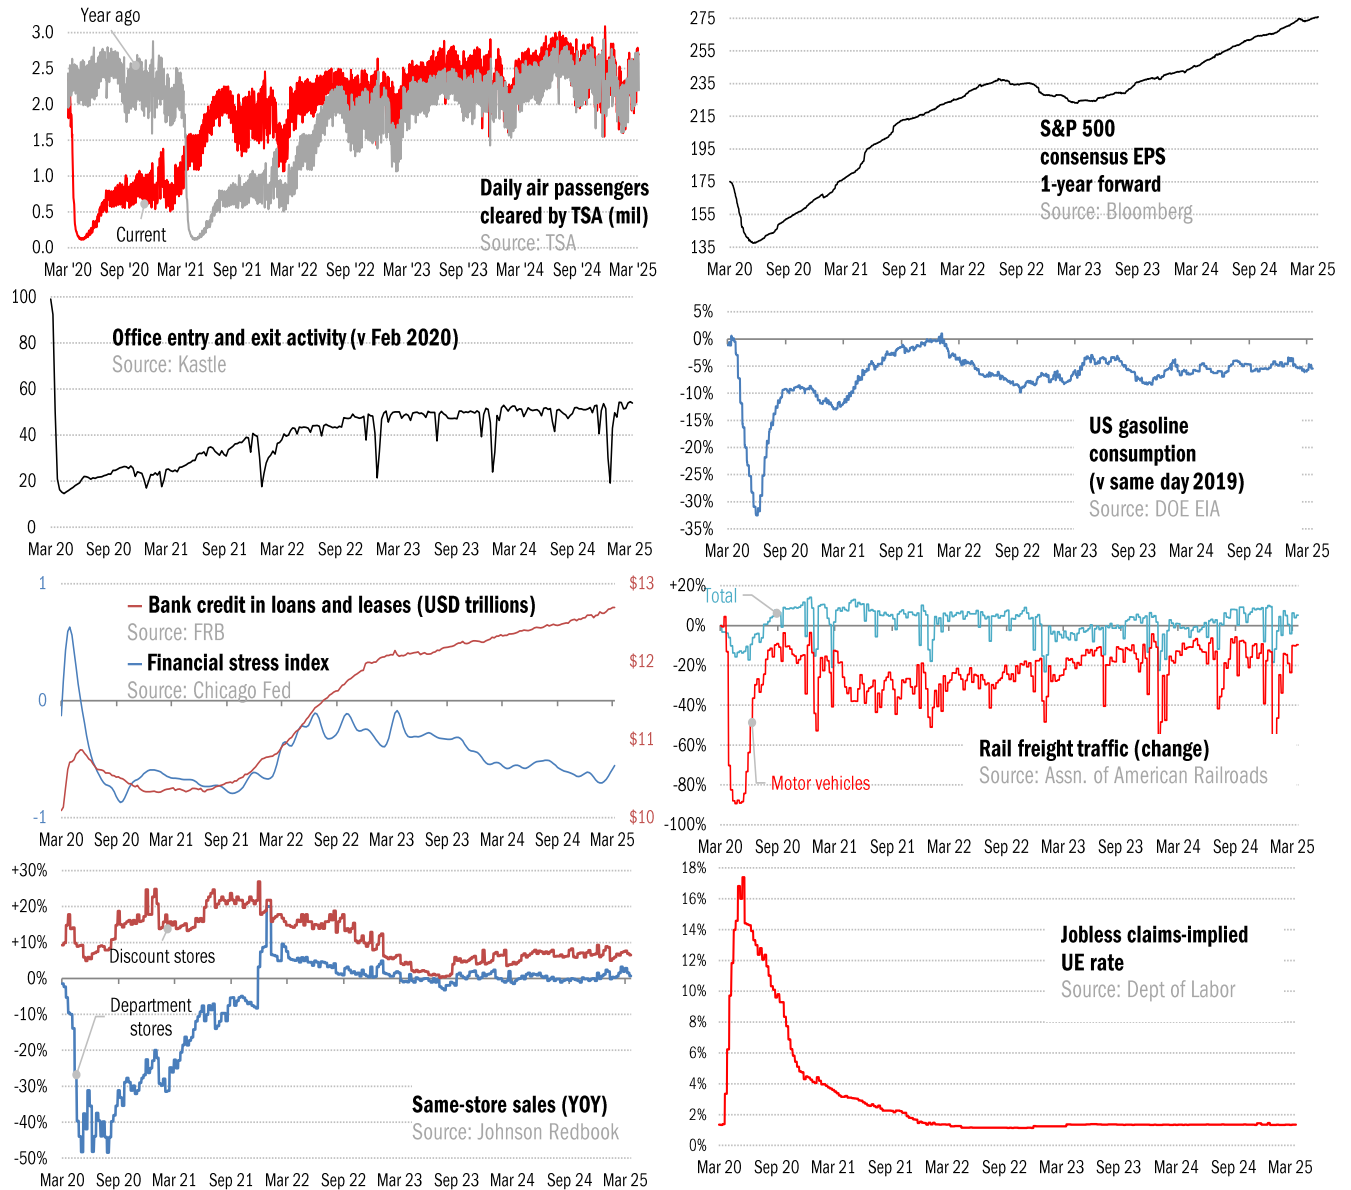 Year ago
3.0
2.5
2.0
1.5
1.0
0.5
0.0
Current
Daily air passengers
cleared by TSA (mil)
Source: TSA
Mar '20 Sep '20 Mar '21 Sep '21 Mar '22 Sep '22 Mar '23 Sep '23 Mar '24 Sep '24 Mar '25
275
255
235
215
195
175
155
135
S&P 500
consensus EPS
1-year forward
Source: Bloomberg
Mar 20 Sep 20 Mar 21 Sep 21 Mar 22 Sep 22 Mar 23 Sep 23 Mar 24 Sep 24 Mar 25
100
80
60
40
20
0
Office entry and exit activity (v Feb 2020)
Source: Kastle
Mar 20 Sep 20 Mar 21 Sep 21 Mar 22 Sep 22 Mar 23 Sep 23 Mar 24 Sep 24 Mar 25
5%
0%
-5%
-10%
-15%
-20%
-25%
-30%
-35%
US gasoline
consumption
(v same day 2019)
Source: DOE EIA
Mar 20 Sep 20 Mar 21 Sep 21 Mar 22 Sep 22 Mar 23 Sep 23 Mar 24 Sep 24 Mar 25
1
0
-1
Bank credit in loans and leases (USD trillions)
Source: FRB
Financial stress index
Source: Chicago Fed
$13
$12
$11
$10
Mar 20 Sep 20 Mar 21 Sep 21 Mar 22 Sep 22 Mar 23 Sep 23 Mar 24 Sep 24 Mar 25
+20%
0%
-20%
-40%
-60%
-80%
-100%
Total
Motor vehicles
Rail freight traffic (change)
Source: Assn. of American Railroads
Mar 20 Sep 20 Mar 21 Sep 21 Mar 22 Sep 22 Mar 23 Sep 23 Mar 24 Sep 24 Mar 25
+30%
+20%
+10%
0%
-10%
-20%
-30%
-40%
-50%
Discount stores
Department
stores
Same-store sales (YOY)
Source: Johnson Redbook
Mar 20 Sep 20 Mar 21 Sep 21 Mar 22 Sep 22 Mar 23 Sep 23 Mar 24 Sep 24 Mar 25
18%
16%
14%
12%
10%
8%
6%
4%
2%
0%
Jobless claims-implied
UE rate
Source: Dept of Labor
Mar 20 Sep 20 Mar 21 Sep 21 Mar 22 Sep 22 Mar 23 Sep 23 Mar 24 Sep 24 Mar 25